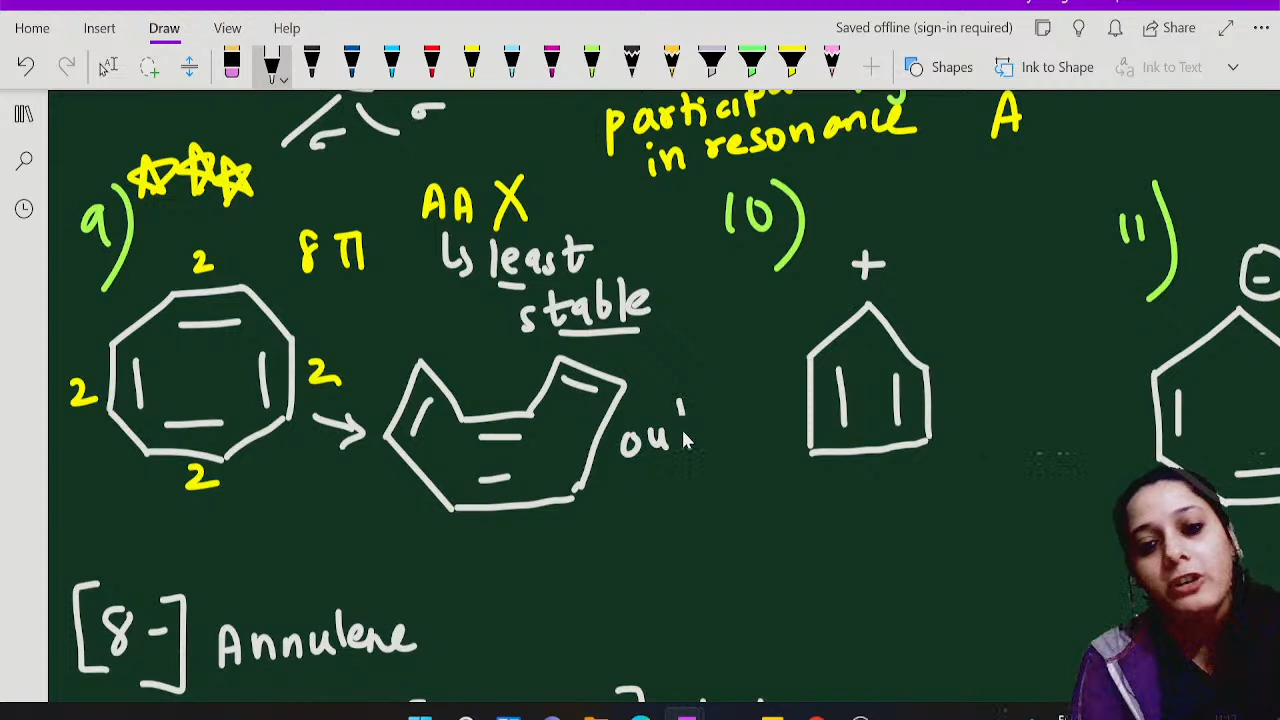 Home Insert Draw View Help
Saved offline (sign-in required) Share
Shapes Ink to Shape Ink to Text
participa
in resonance A
9) AA X 10) 11)
2 8 π ↳ least
stable
+ -
2 2
2
ou
[8-] Annulene